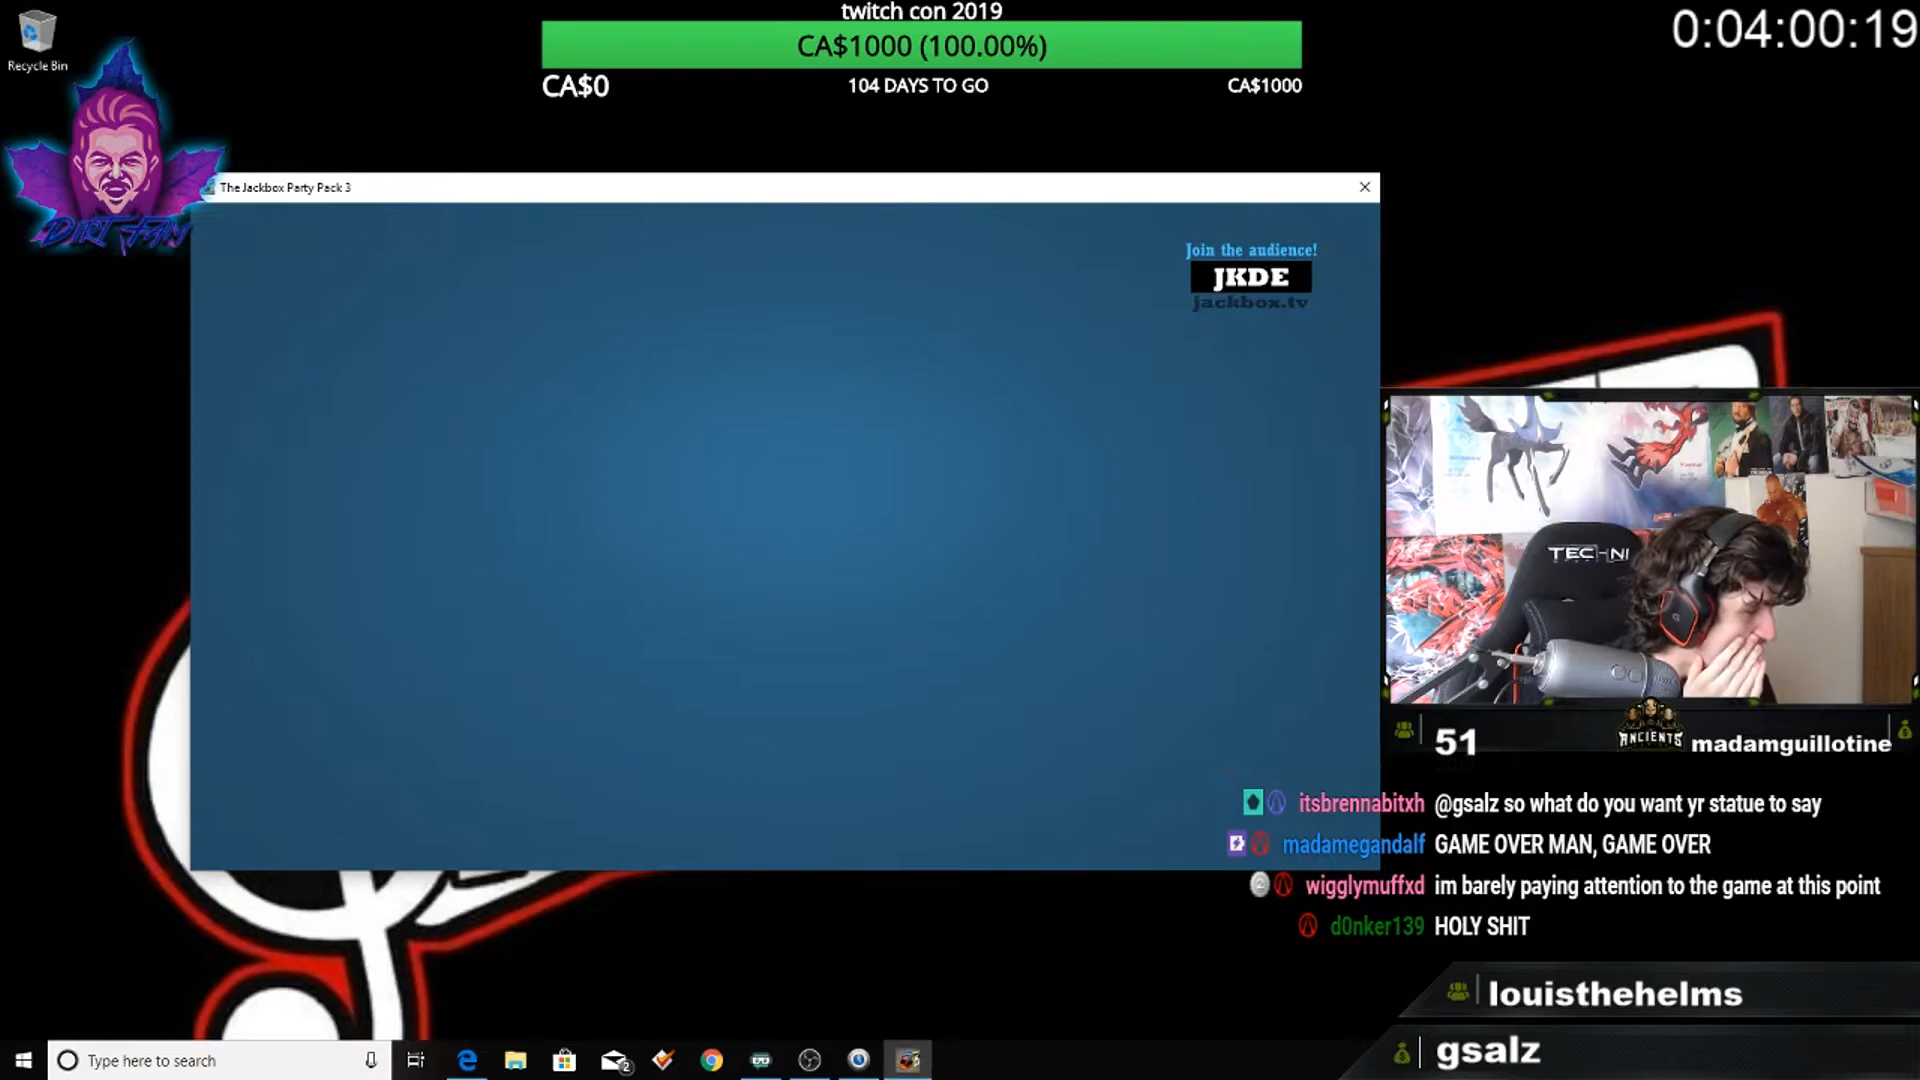 twitch con 2019
CA$1000 (100.00%)
CA$0
104 DAYS TO GO
CA$1000
0:04:00:19
Recycle Bin
DIRT FAN
The Jackbox Party Pack 3
Join the audience!
JKDE
jackbox.tv
TECHNI
51
ANCIENTS
madamguillotine
itsbrennabitxh @gsalz so what do you want yr statue to say
madamegandalf GAME OVER MAN, GAME OVER
wigglymuffxd im barely paying attention to the game at this point
d0nker139 HOLY SHIT
louisthehelms
gsalz
Type here to search
2